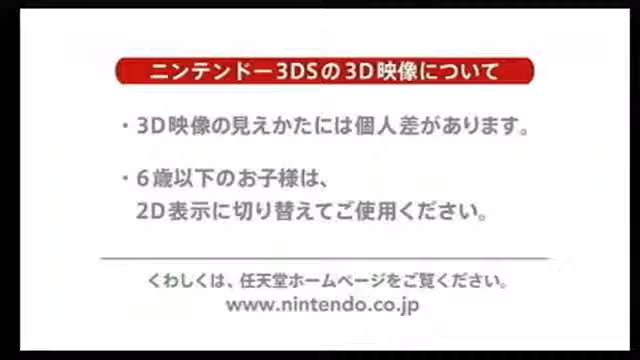 ニンテンドー3DSの3D映像について
・3D映像の見えかたには個人差があります。
・6歳以下のお子様は、
2D表示に切り替えてご使用ください。
くわしくは、任天堂ホームページをご覧ください。
www.nintendo.co.jp